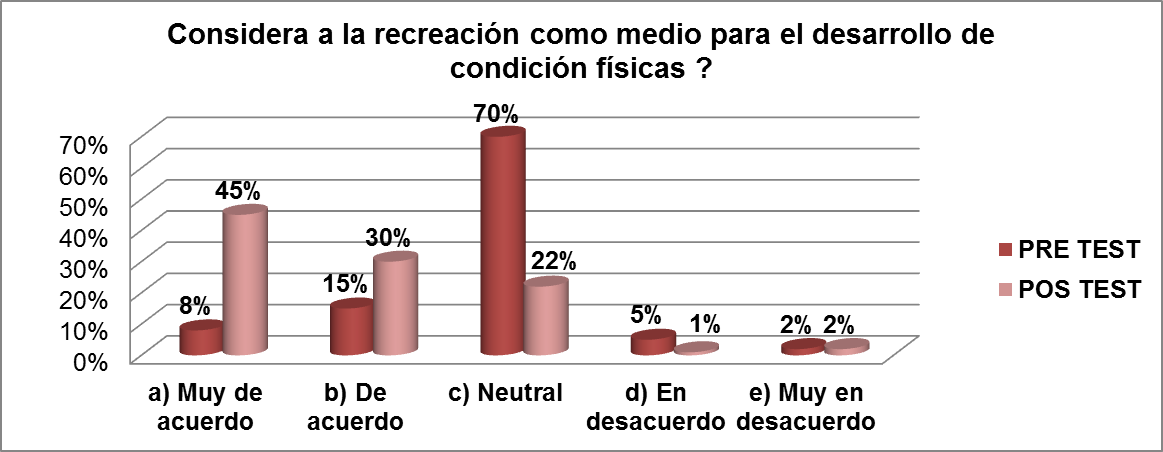 Considera a la recreación como medio para el desarrollo de
condición físicas ?
70%
60%
50%
40%
30%
20%
10%
0%
8%
45%
15%
30%
70%
22%
5%
1%
2%
2%
a) Muy de
acuerdo
b) De
acuerdo
c) Neutral
d) En
desacuerdo
e) Muy en
desacuerdo
PRE TEST
POS TEST